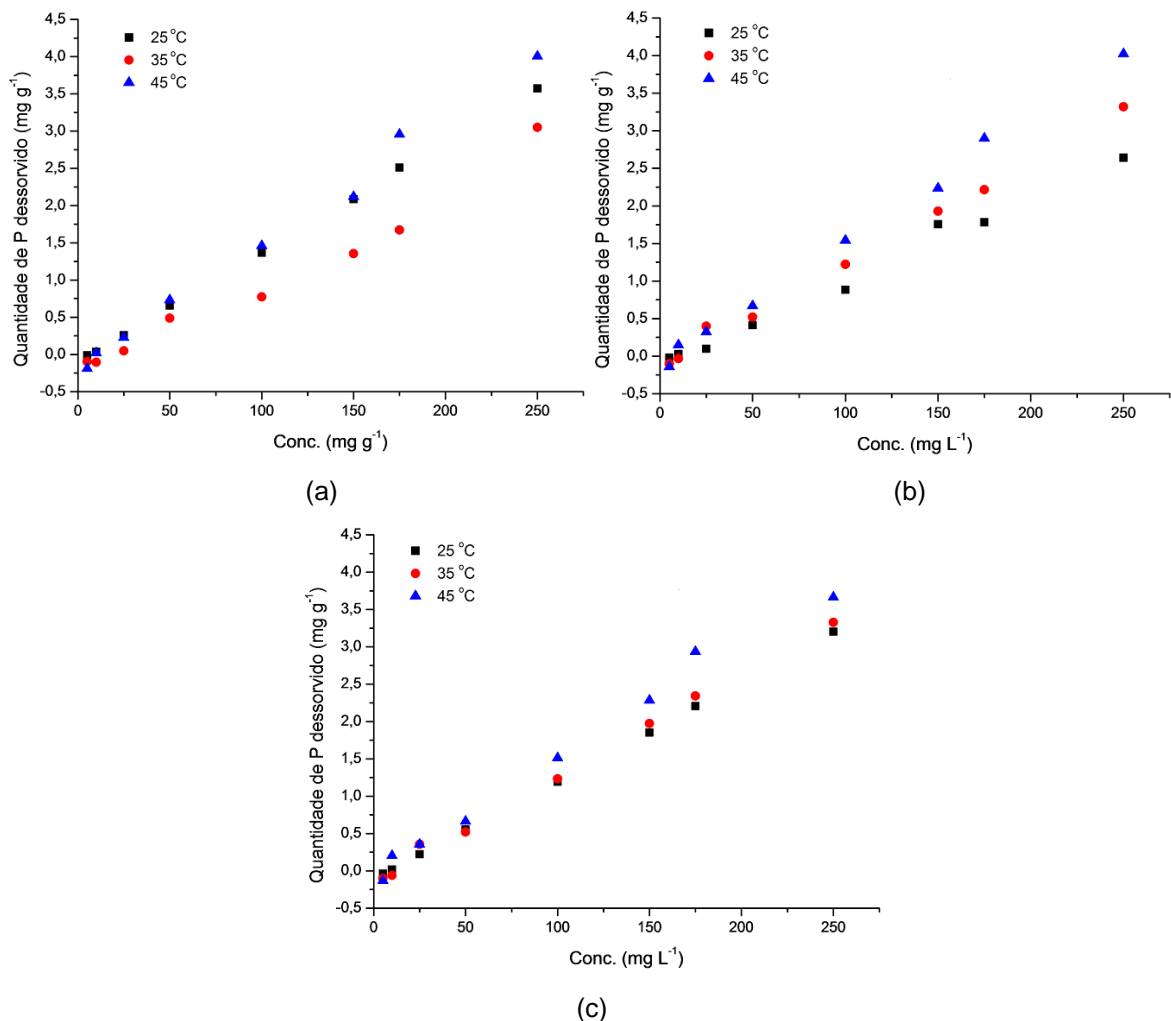 4,5
4,0
3,5
3,0
2,5
2,0
1,5
1,0
0,5
0,0
-0,5
Quantidade de P dessorvido (mg g⁻¹)
25 °C
35 °C
45 °C
0 50 100 150 200 250
Conc. (mg g⁻¹)
(a)
4,5
4,0
3,5
3,0
2,5
2,0
1,5
1,0
0,5
0,0
-0,5
Quantidade de P dessorvido (mg g⁻¹)
25 °C
35 °C
45 °C
0 50 100 150 200 250
Conc. (mg L⁻¹)
(b)
4,5
4,0
3,5
3,0
2,5
2,0
1,5
1,0
0,5
0,0
-0,5
Quantidade de P dessorvido (mg g⁻¹)
25 °C
35 °C
45 °C
0 50 100 150 200 250
Conc. (mg L⁻¹)
(c)